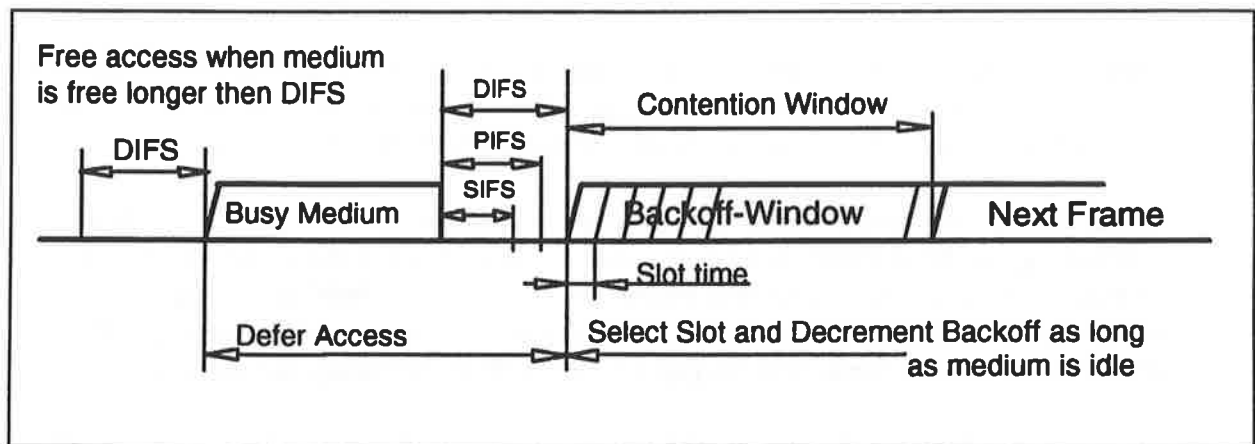 Free access when medium
is free longer then DIFS
DIFS
DIFS
PIFS
SIFS
Contention Window
Busy Medium
Backoff-Window
Next Frame
Slot time
Defer Access
Select Slot and Decrement Backoff as long
as medium is idle